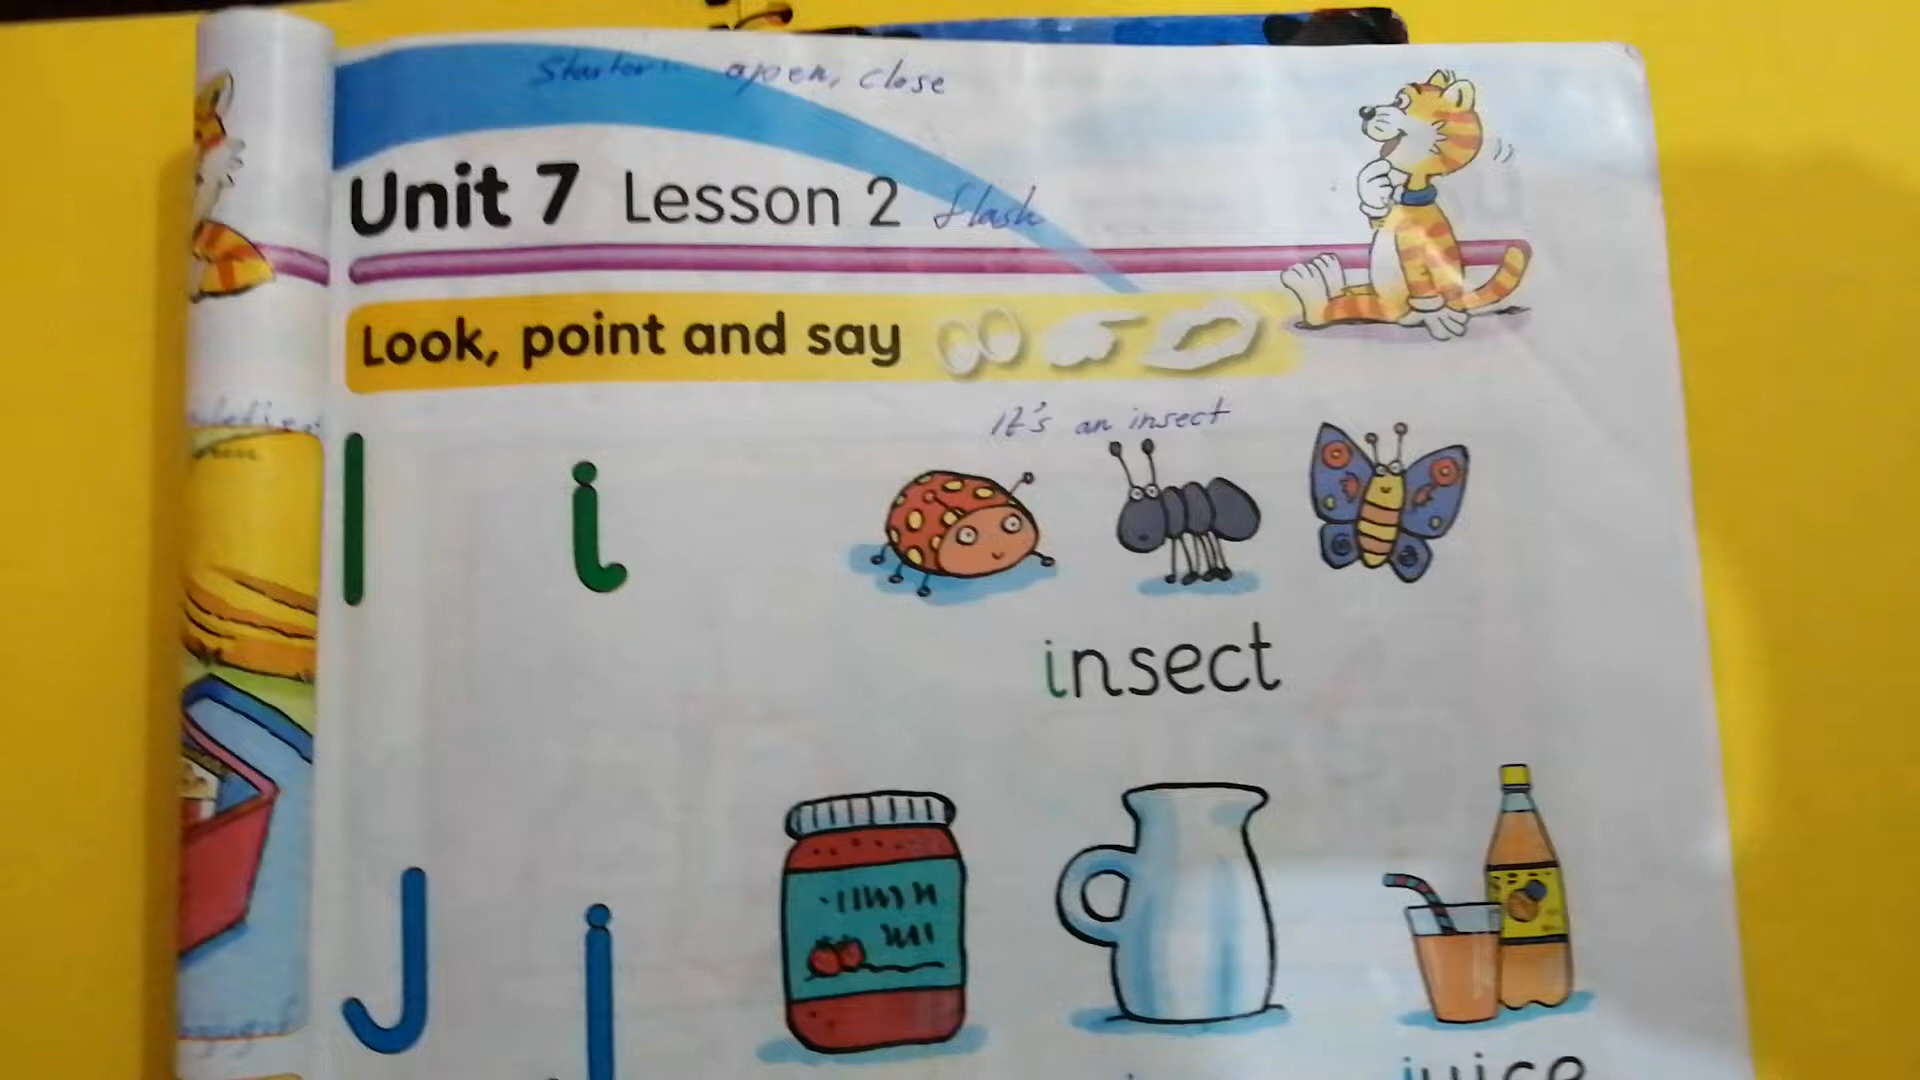 Starter open, close
Unit 7 Lesson 2 flash
Look, point and say
It's an insect
I i
insect
J j
juice